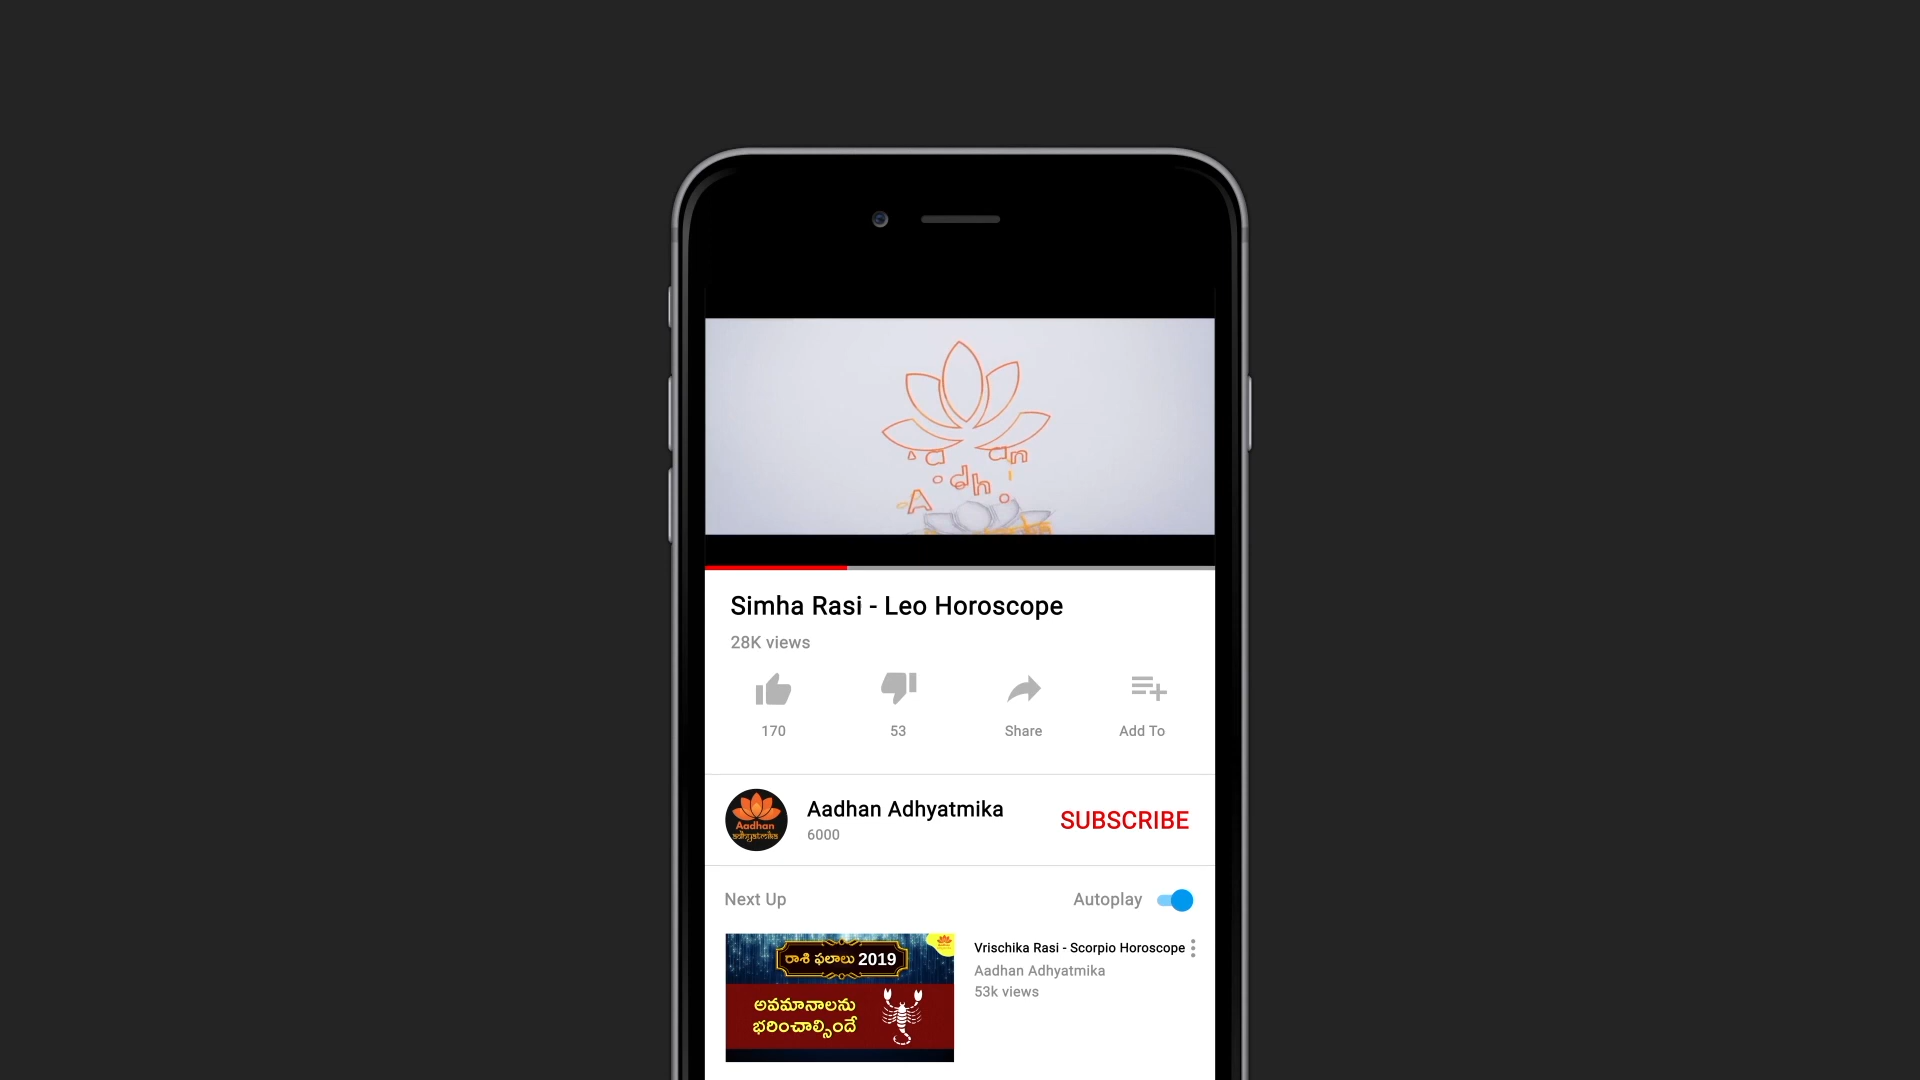 Simha Rasi - Leo Horoscope
28K views
170
53
Share
Add To
Aadhan
adhyatmika
Aadhan Adhyatmika
6000
SUBSCRIBE
Next Up
Autoplay
రాశి ఫలాలు 2019
అవమానాలను
భరించాల్సిందే
Vrischika Rasi - Scorpio Horoscope
Aadhan Adhyatmika
53k views